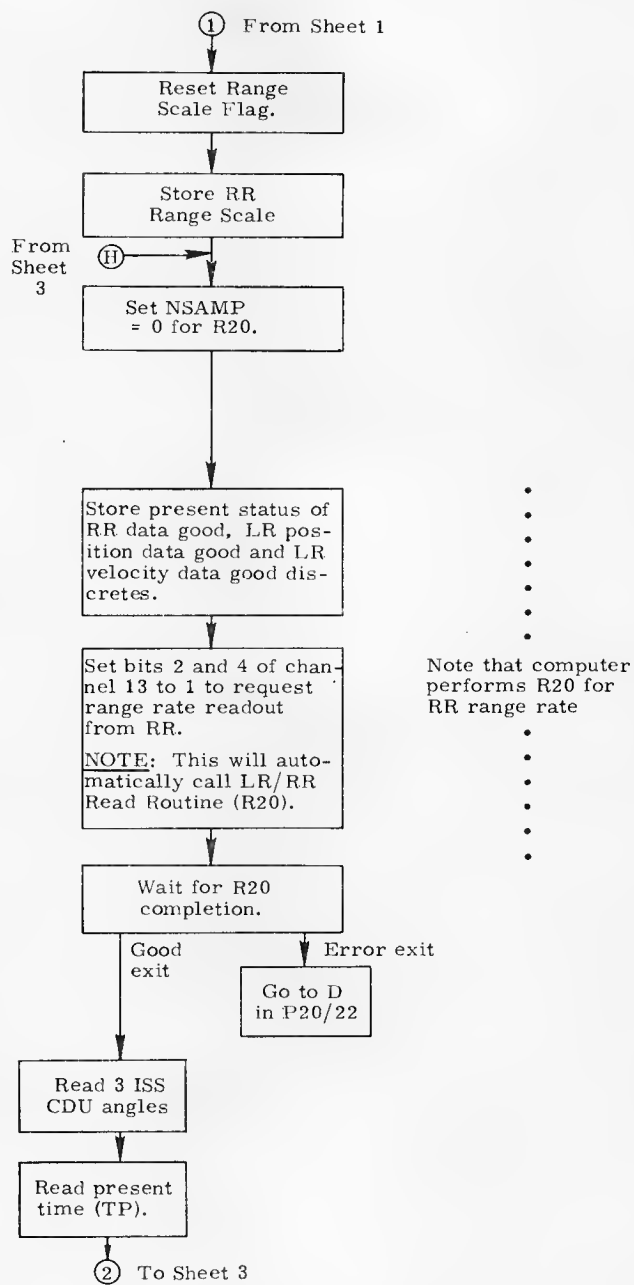 1 From Sheet 1
Reset Range
Scale Flag.
Store RR
Range Scale
From
Sheet
3
H
Set NSAMP
= 0 for R20.
Store present status of
RR data good, LR pos-
ition data good and LR
velocity data good dis-
cretes.
Set bits 2 and 4 of chan-
nel 13 to 1 to request
range rate readout
from RR.
NOTE: This will auto-
matically call LR/RR
Read Routine (R20).
Note that computer
performs R20 for
RR range rate
Wait for R20
completion.
Good
exit
Error exit
Go to D
in P20/22
Read 3 ISS
CDU angles
Read present
time (TP).
2 To Sheet 3